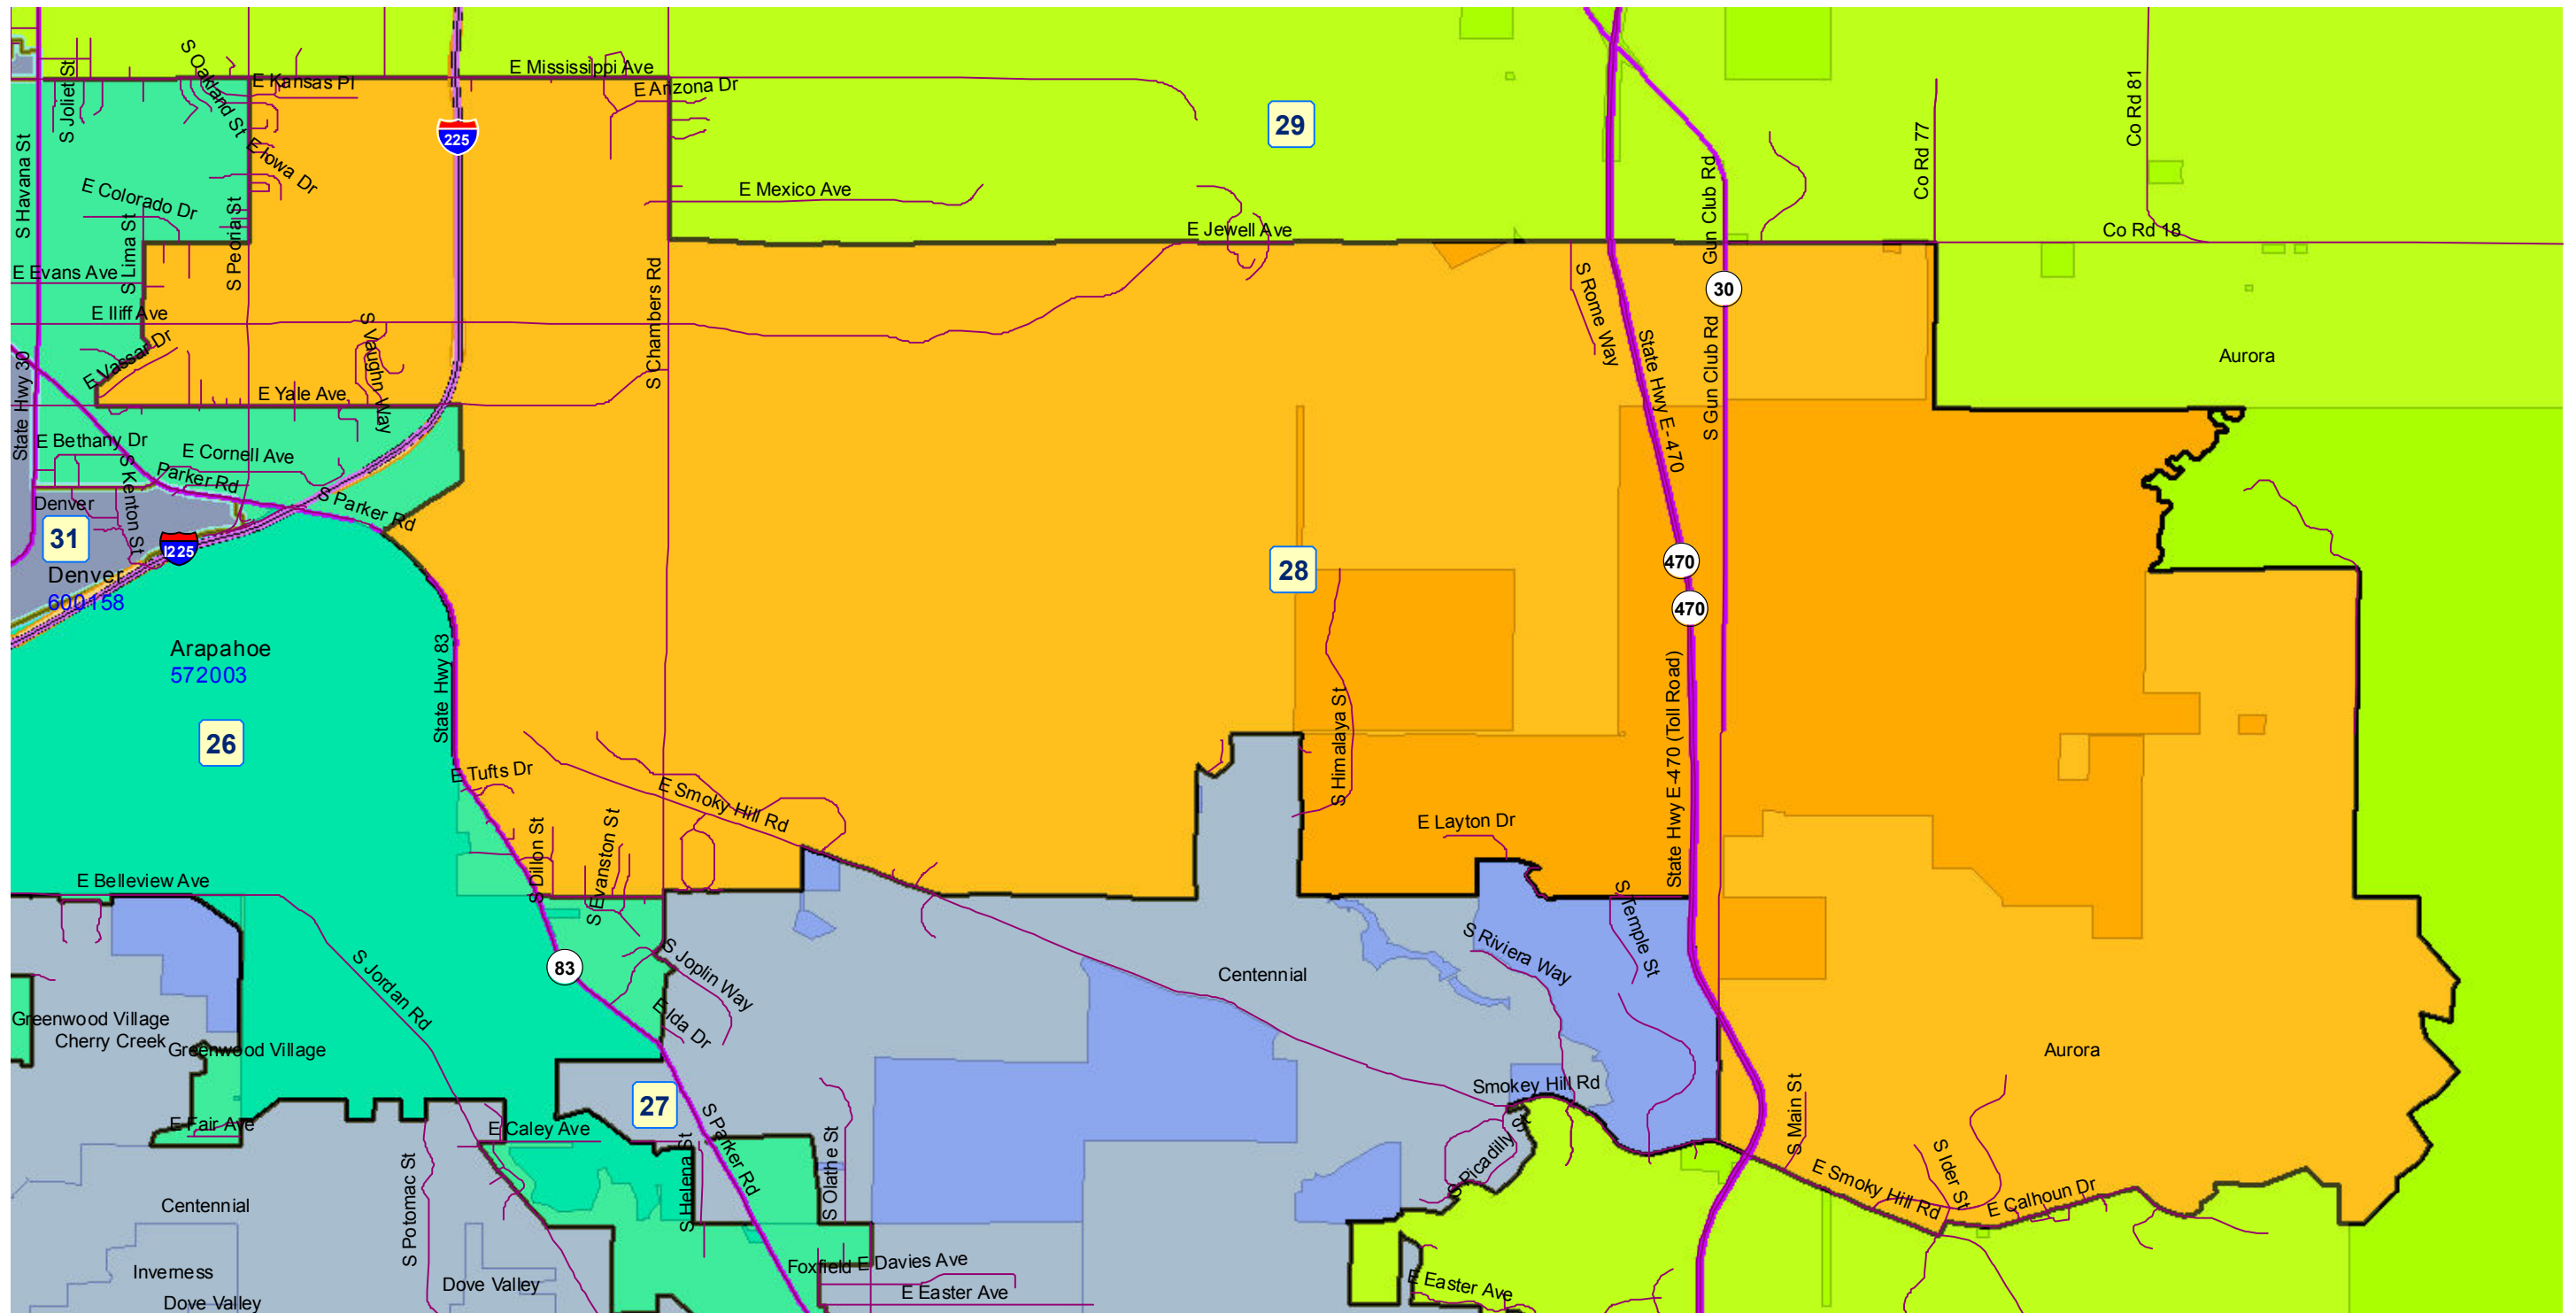 E Mississippi Ave
S Oakland St
S Joliet St
E Kansas Pl
E Arizona Dr
Co Rd 81
29
225
Co Rd 77
S Havana St
E Iowa Dr
E Colorado Dr
E Mexico Ave
Gun Club Rd
S Lima St
S Peoria St
E Jewell Ave
Co Rd 18
E Evans Ave
S Chambers Rd
30
S Rome Way
E Iliff Ave
S Vaughn Way
State Hwy E-470
S Gun Club Rd
Aurora
E Vassar Dr
State Hwy 30
E Yale Ave
E Bethany Dr
E Cornell Ave
S Kenton St
Parker Rd
S Parker Rd
Denver
31
I225
28
470
Denver
600158
470
Arapahoe
572003
State Hwy 83
State Hwy E-470 (Toll Road)
26
S Himalaya St
E Tufts Dr
E Smoky Hill Rd
E Layton Dr
S Dillon St
S Evanston St
E Belleview Ave
S Temple St
S Riviera Way
83
S Joplin Way
Centennial
S Jordan Rd
Greenwood Village
Cherry Creek
Greenwood Village
E Ida Dr
Aurora
Smokey Hill Rd
27
S Main St
S Parker Rd
E Fair Ave
E Caley Ave
S Picadilly St
S Helena St
S Olathe St
S Potomac St
E Smoky Hill Rd
S Ider St
E Calhoun Dr
Centennial
Foxfield
E Davies Ave
Inverness
Dove Valley
E Easter Ave
E Easter Ave
Dove Valley